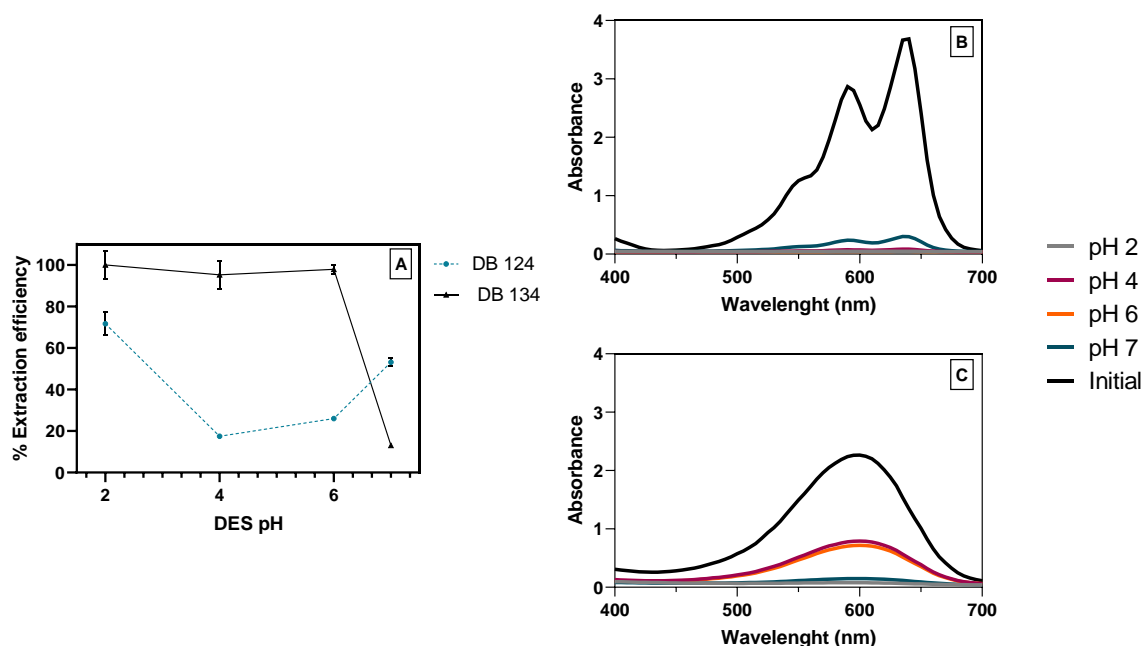 A
% Extraction efficiency
100
80
60
40
20
0
2
4
6
DES pH
DB 124
DB 134
B
Absorbance
4
3
2
1
0
400
500
600
700
Wavelenght (nm)
C
Absorbance
4
3
2
1
0
400
500
600
700
Wavelenght (nm)
pH 2
pH 4
pH 6
pH 7
Initial